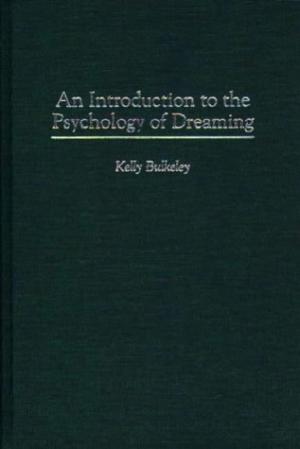 An Introduction to the
Psychology of Dreaming
Kelly Bulkeley